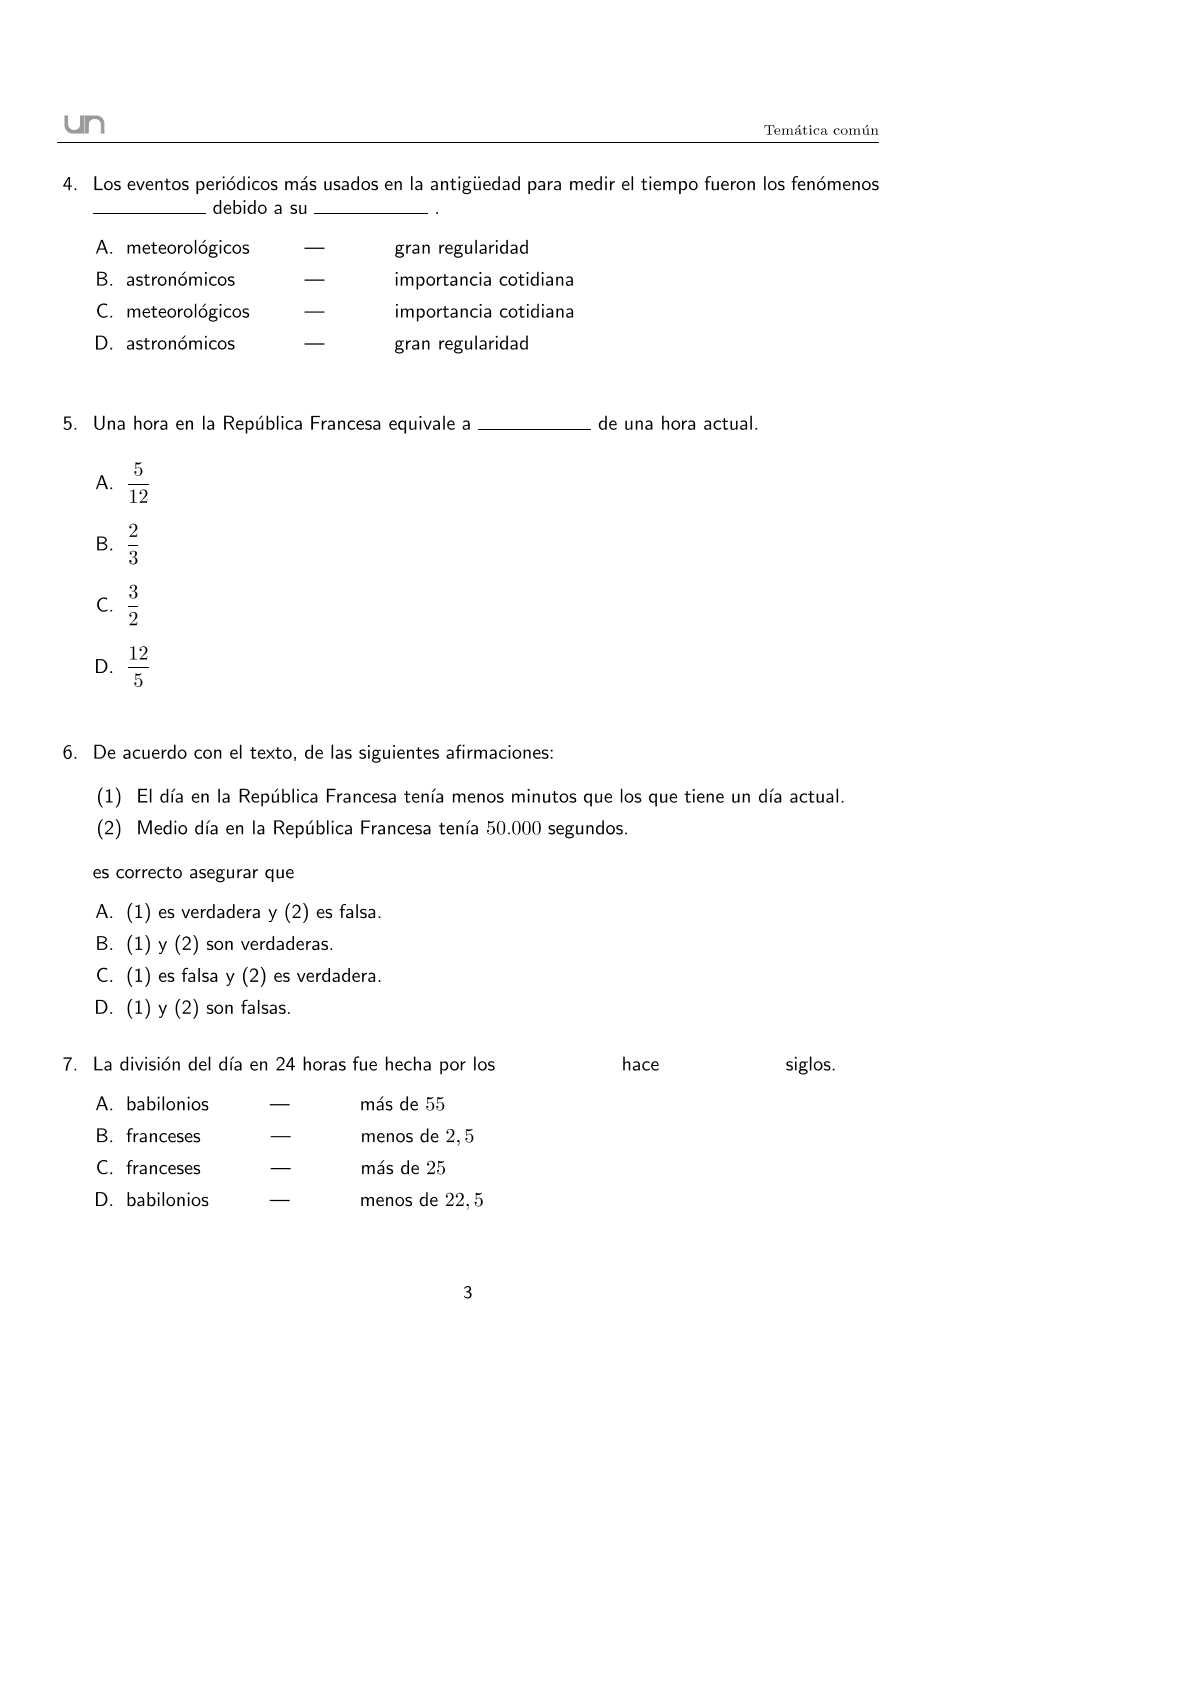 un
Temática común
4. Los eventos periódicos más usados en la antigüedad para medir el tiempo fueron los fenómenos
__________ debido a su __________ .
A. meteorológicos — gran regularidad
B. astronómicos — importancia cotidiana
C. meteorológicos — importancia cotidiana
D. astronómicos — gran regularidad
5. Una hora en la República Francesa equivale a __________ de una hora actual.
A. 5/12
B. 2/3
C. 3/2
D. 12/5
6. De acuerdo con el texto, de las siguientes afirmaciones:
(1) El día en la República Francesa tenía menos minutos que los que tiene un día actual.
(2) Medio día en la República Francesa tenía 50.000 segundos.
es correcto asegurar que
A. (1) es verdadera y (2) es falsa.
B. (1) y (2) son verdaderas.
C. (1) es falsa y (2) es verdadera.
D. (1) y (2) son falsas.
7. La división del día en 24 horas fue hecha por los hace siglos.
A. babilonios — más de 55
B. franceses — menos de 2, 5
C. franceses — más de 25
D. babilonios — menos de 22, 5
3